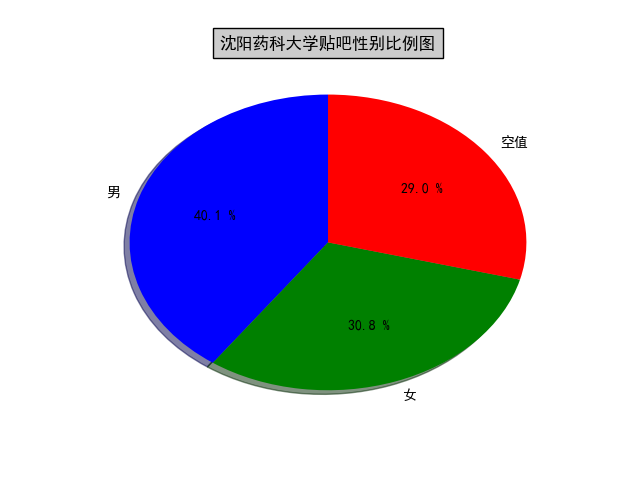 沈阳药科大学贴吧性别比例图
空值
29.0 %
男
40.1 %
30.8 %
女